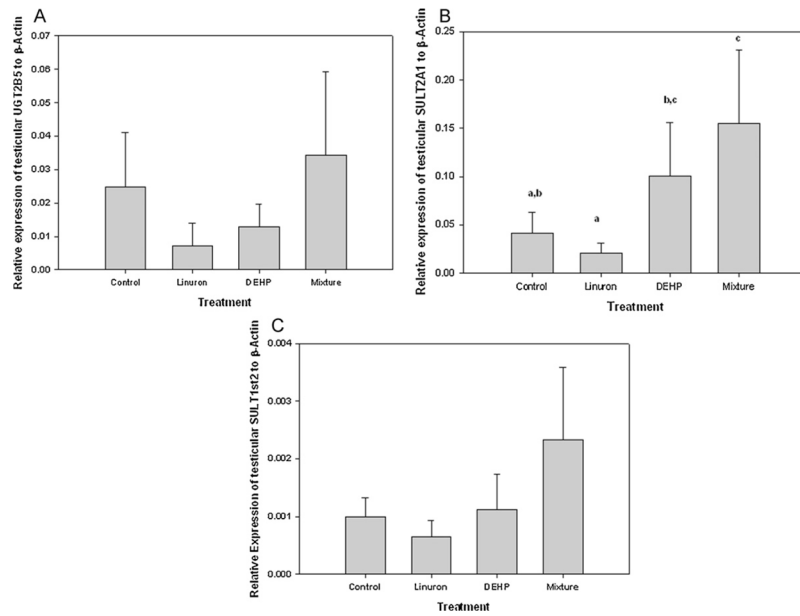 A
Relative expression of testicular UGT2B5 to β-Actin
0.07
0.06
0.05
0.04
0.03
0.02
0.01
0.00
Control Linuron DEHP Mixture
Treatment
B
Relative expression of testicular SULT2A1 to β-Actin
0.25
0.20
0.15
0.10
0.05
0.00
a,b
a
b,c
c
Control Linuron DEHP Mixture
Treatment
C
Relative Expression of testicular SULT1st2 to β-Actin
0.004
0.003
0.002
0.001
0.000
Control Linuron DEHP Mixture
Treatment